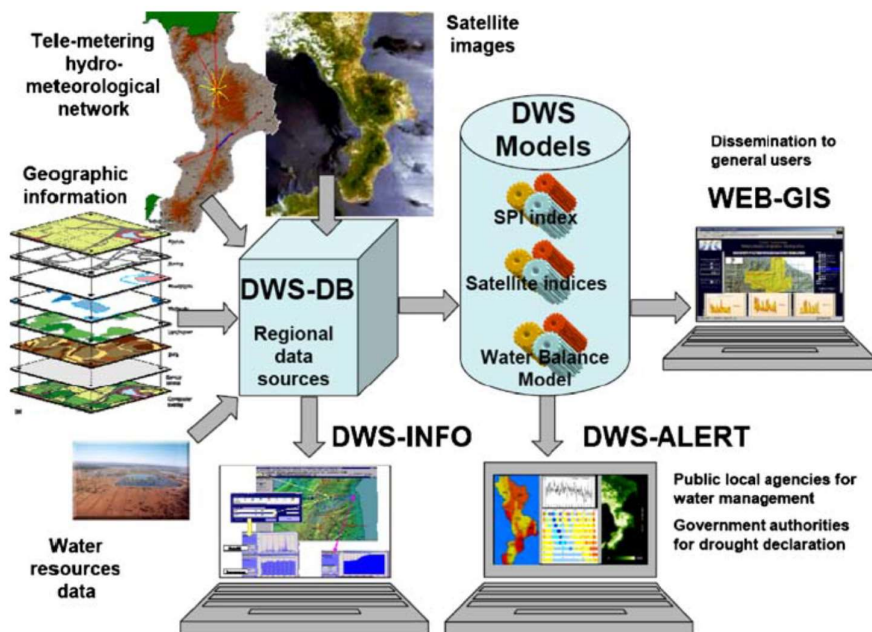 Tele-metering
hydro-
meteorological
network
Satellite
images
Geographic
information
DWS-DB
Regional
data
sources
DWS
Models
SPI index
Satellite indices
Water Balance
Model
Dissemination to
general users
WEB-GIS
Water
resources
data
DWS-INFO
DWS-ALERT
Public local agencies for
water management
Government authorities
for drought declaration